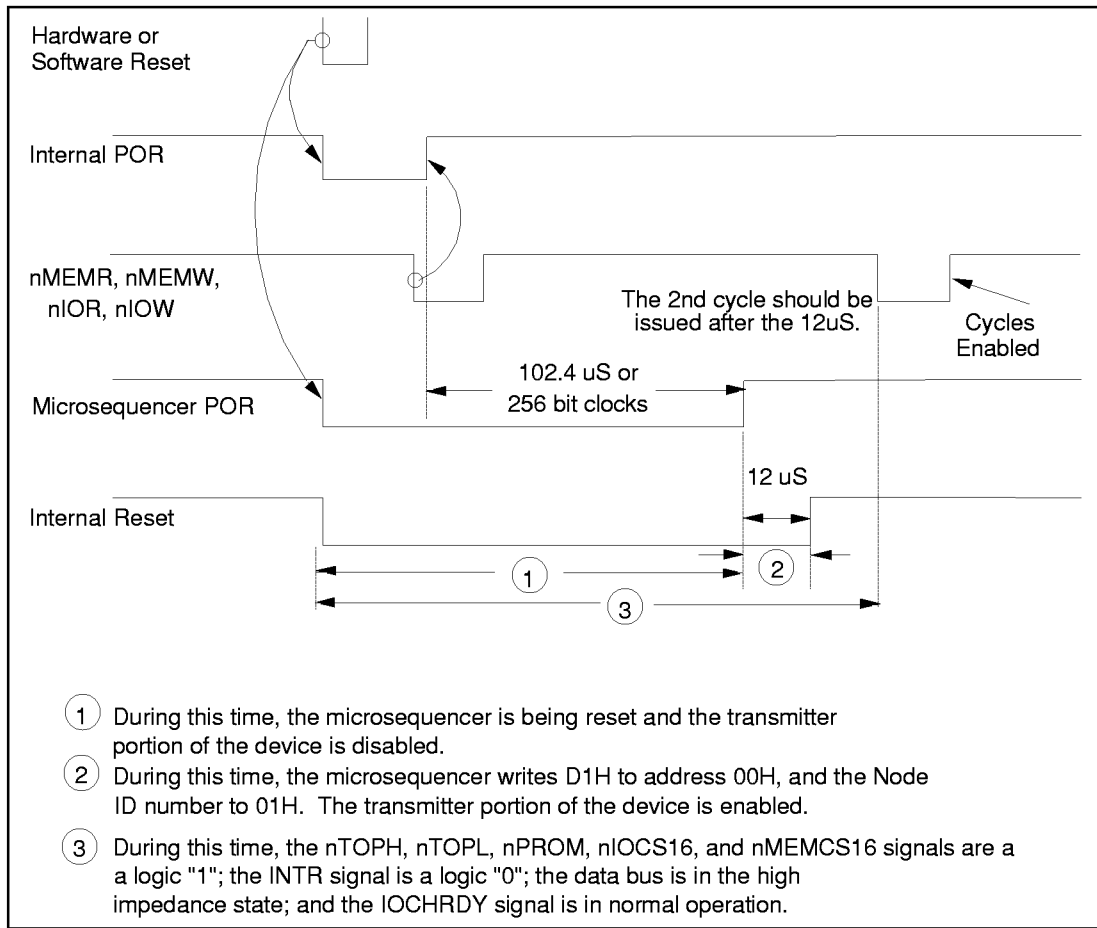 Hardware or
Software Reset
Internal POR
nMEMR, nMEMW,
nIOR, nIOW
The 2nd cycle should be
issued after the 12uS.
Cycles
Enabled
102.4 uS or
256 bit clocks
Microsequencer POR
12 uS
Internal Reset
1
2
3
1 During this time, the microsequencer is being reset and the transmitter
portion of the device is disabled.
2 During this time, the microsequencer writes D1H to address 00H, and the Node
ID number to 01H. The transmitter portion of the device is enabled.
3 During this time, the nTOPH, nTOPL, nPROM, nIOCS16, and nMEMCS16 signals are a
a logic "1"; the INTR signal is a logic "0"; the data bus is in the high
impedance state; and the IOCHRDY signal is in normal operation.